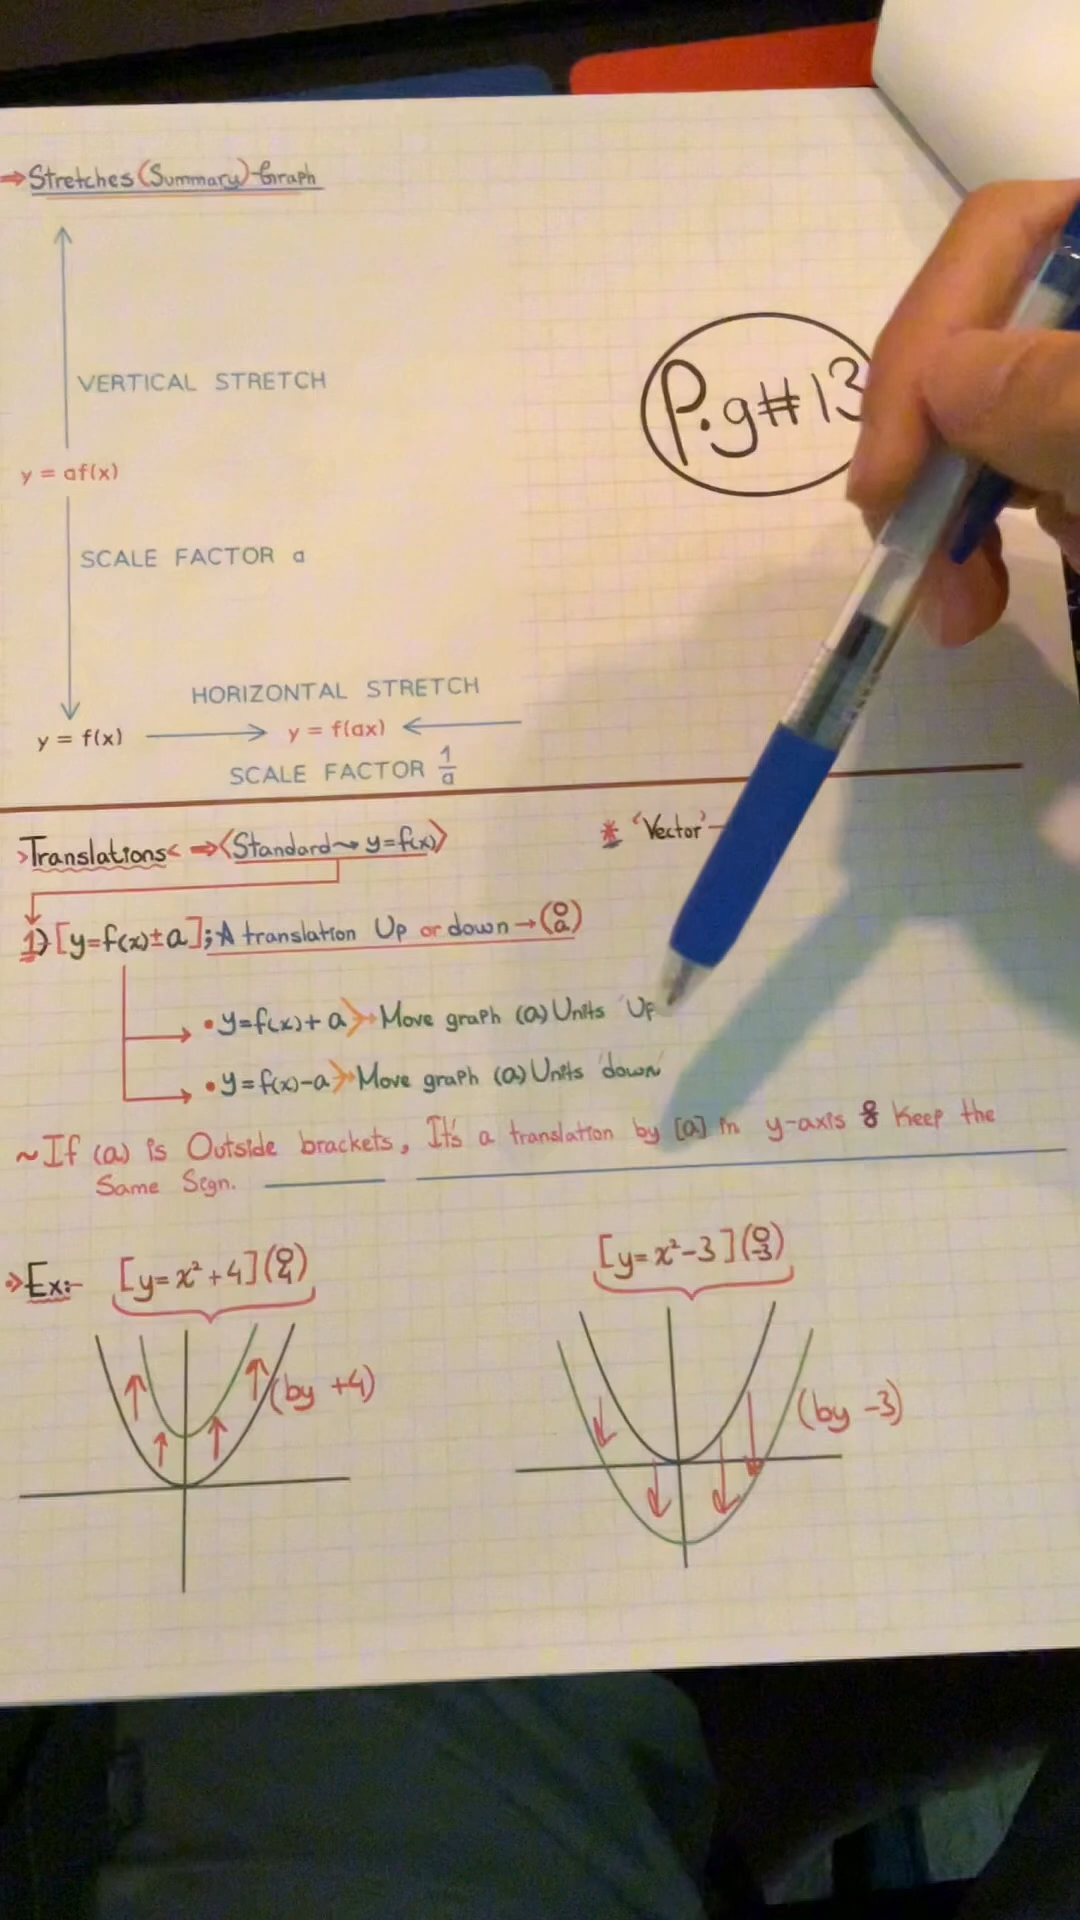 ⇒Stretches(Summary)-Graph
VERTICAL STRETCH
P.g#13
y = af(x)
SCALE FACTOR a
HORIZONTAL STRETCH
y = f(x) y = f(ax)
SCALE FACTOR 1/a
>Translations< ⇒<Standard→ y=f(x)>
* 'Vector'
1) [y=f(x)±a]; A translation Up or down→(0 a)
• y=f(x)+a → Move graph (a) Units 'Up
• y=f(x)-a → Move graph (a) Units 'down'
~If (a) is Outside brackets, It's a translation by [a] in y-axis & Keep the
Same Sign.
⇒Ex:- [y=x²+4](0 4) [y=x²-3](0 -3)
(by +4) (by -3)